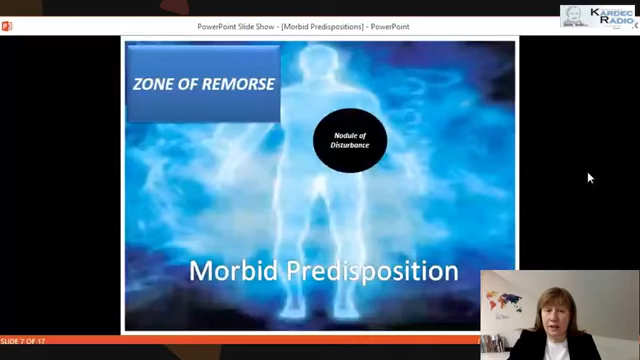 KARDEC
RADIO
PowerPoint Slide Show - [Morbid Predispositions] - PowerPoint
ZONE OF REMORSE
Nodule of
Disturbance
Morbid Predisposition
SLIDE 7 OF 17